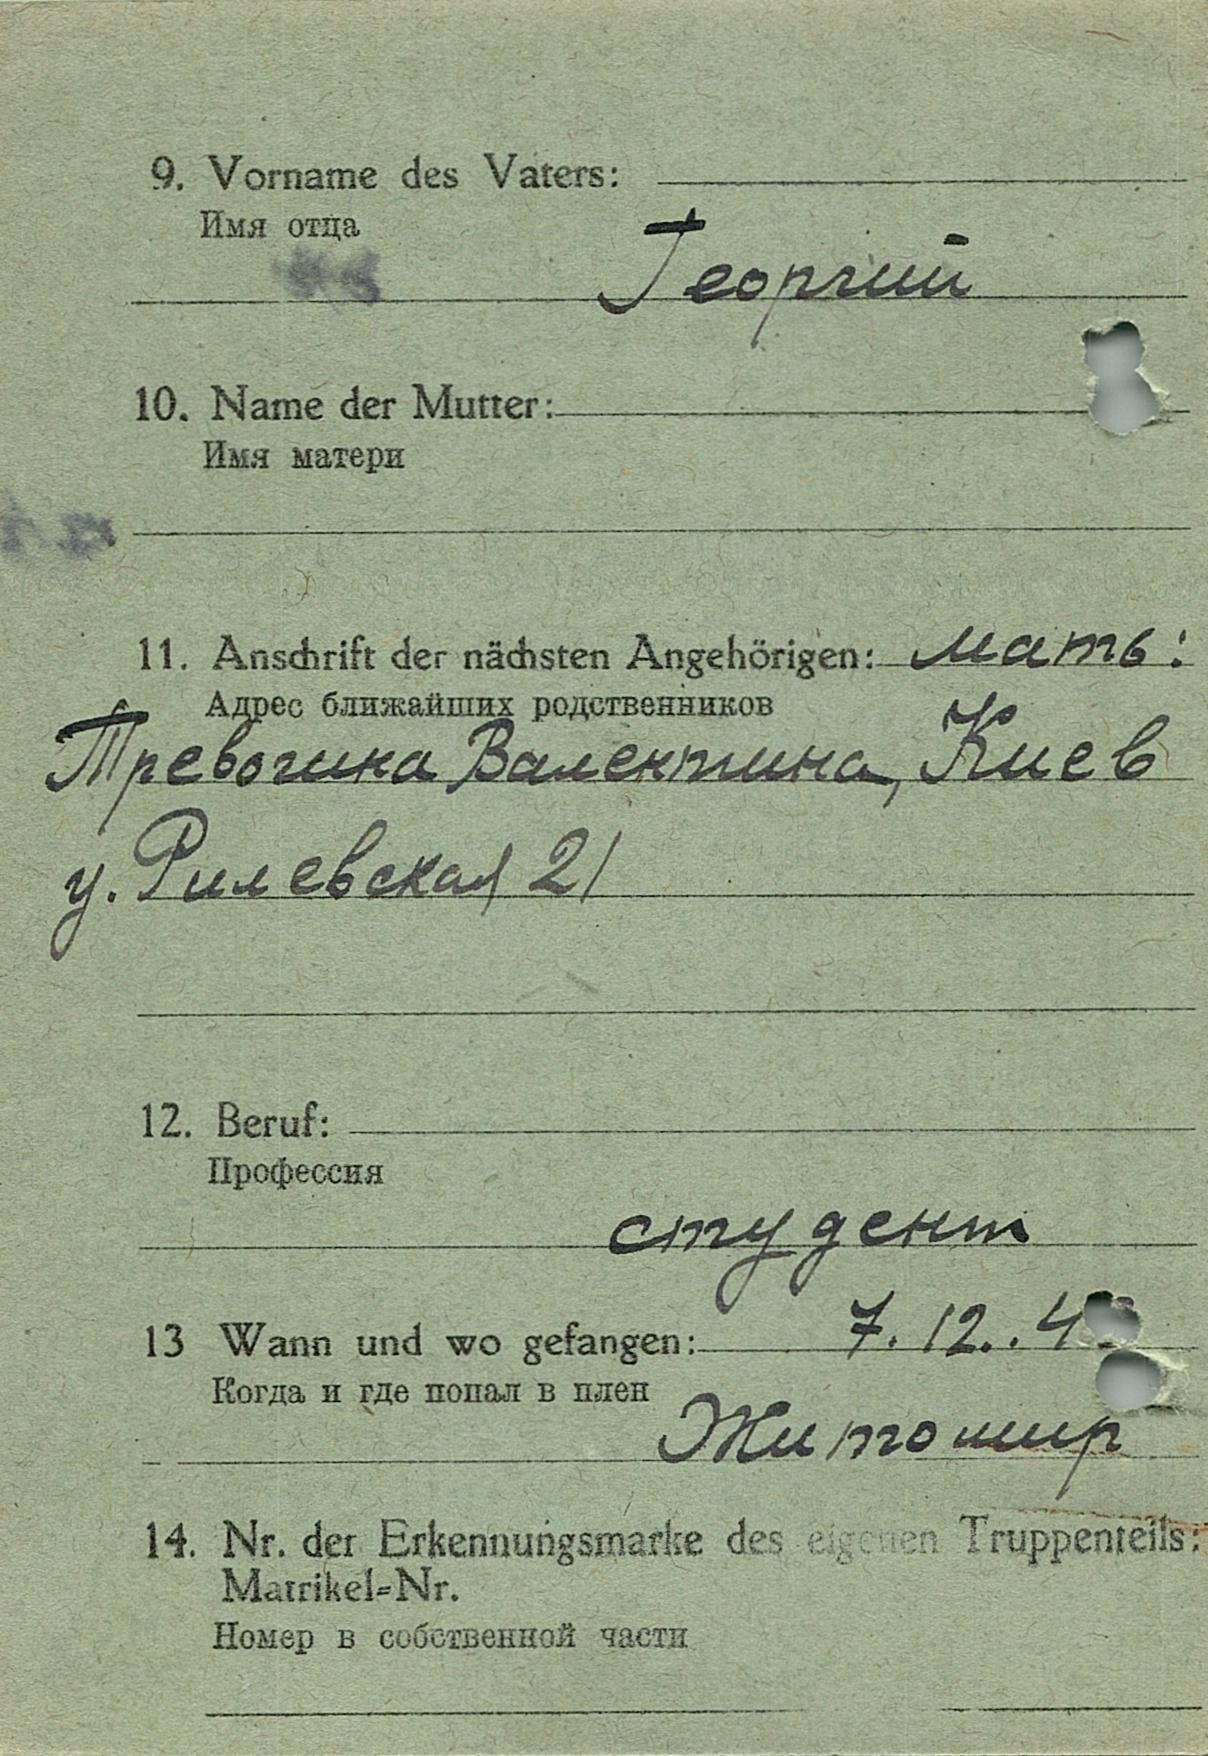 9. Vorname des Vaters:
Имя отца
Георгий
10. Name der Mutter:
Имя матери
11. Anschrift der nächsten Angehörigen: мать:
Адрес ближайших родственников
Тревогина Валентина, Киев
у. Рилевская 21
12. Beruf:
Профессия
студент
13 Wann und wo gefangen: 7.12.4
Когда и где попал в плен
Житомир
14. Nr. der Erkennungsmarke des eigenen Truppenteils:
Matrikel-Nr.
Номер в собственной части